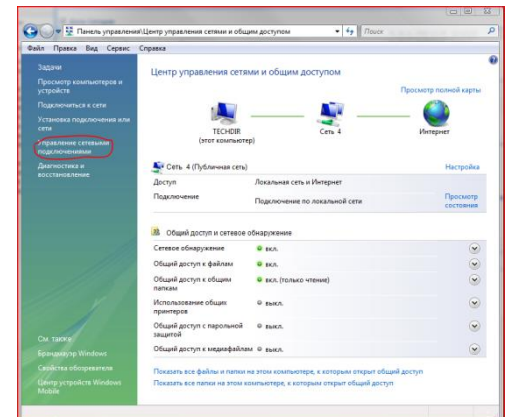 Панель управления\Центр управления сетями и общим доступом
Поиск
Файл Правка Вид Сервис Справка
Задачи
Просмотр компьютеров и
устройств
Подключиться к сети
Установка подключения или
сети
Управление сетевыми
подключениями
Диагностика и
восстановление
См. также
Брандмауэр Windows
Свойства обозревателя
Центр устройств Windows
Mobile
Центр управления сетями и общим доступом
Просмотр полной карты
TECHDIR
(этот компьютер)
Сеть 4
Интернет
Сеть 4 (Публичная сеть)
Настройка
Доступ Локальная сеть и Интернет
Подключение Подключение по локальной сети
Просмотр
состояния
Общий доступ и сетевое обнаружение
Сетевое обнаружение вкл.
Общий доступ к файлам вкл.
Общий доступ к общим
папкам
вкл. (только чтение)
Использование общих
принтеров
выкл.
Общий доступ с парольной
защитой
выкл.
Общий доступ к медиафайлам выкл.
Показать все файлы и папки на этом компьютере, к которым открыт общий доступ
Показать все папки на этом компьютере, к которым открыт общий доступ